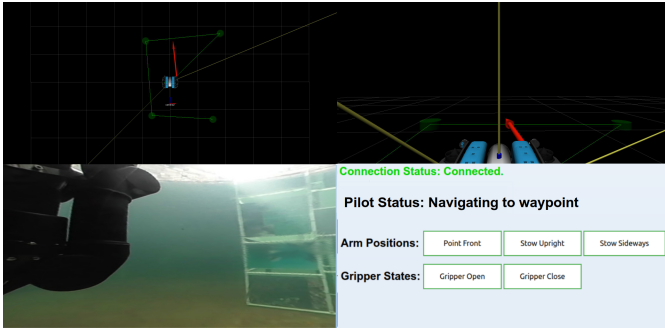 Connection Status: Connected.
Pilot Status: Navigating to waypoint
Arm Positions: Point Front Stow Upright Stow Sideways
Gripper States: Gripper Open Gripper Close